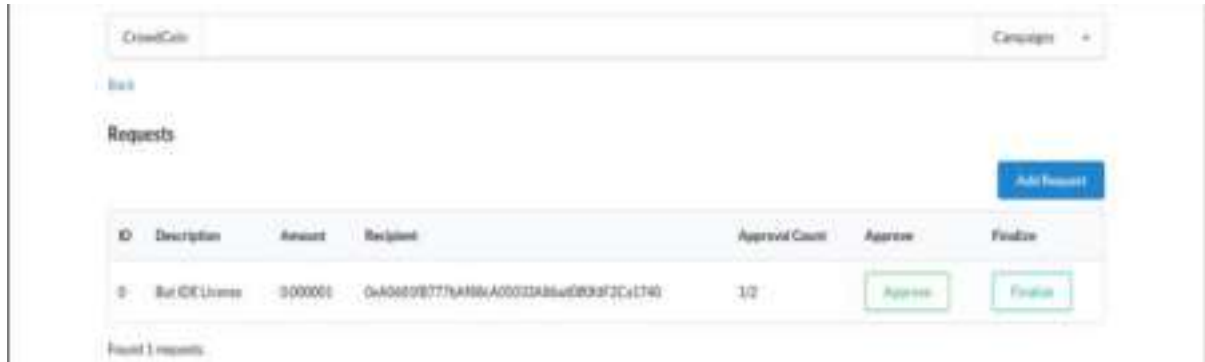 CrowdCoin Campaigns +
Back
Requests
Add Request
ID Description Amount Recipient Approval Count Approve Finalize
0 But IDE License 0.000001 1/2 Approve Finalize
Found 1 requests.